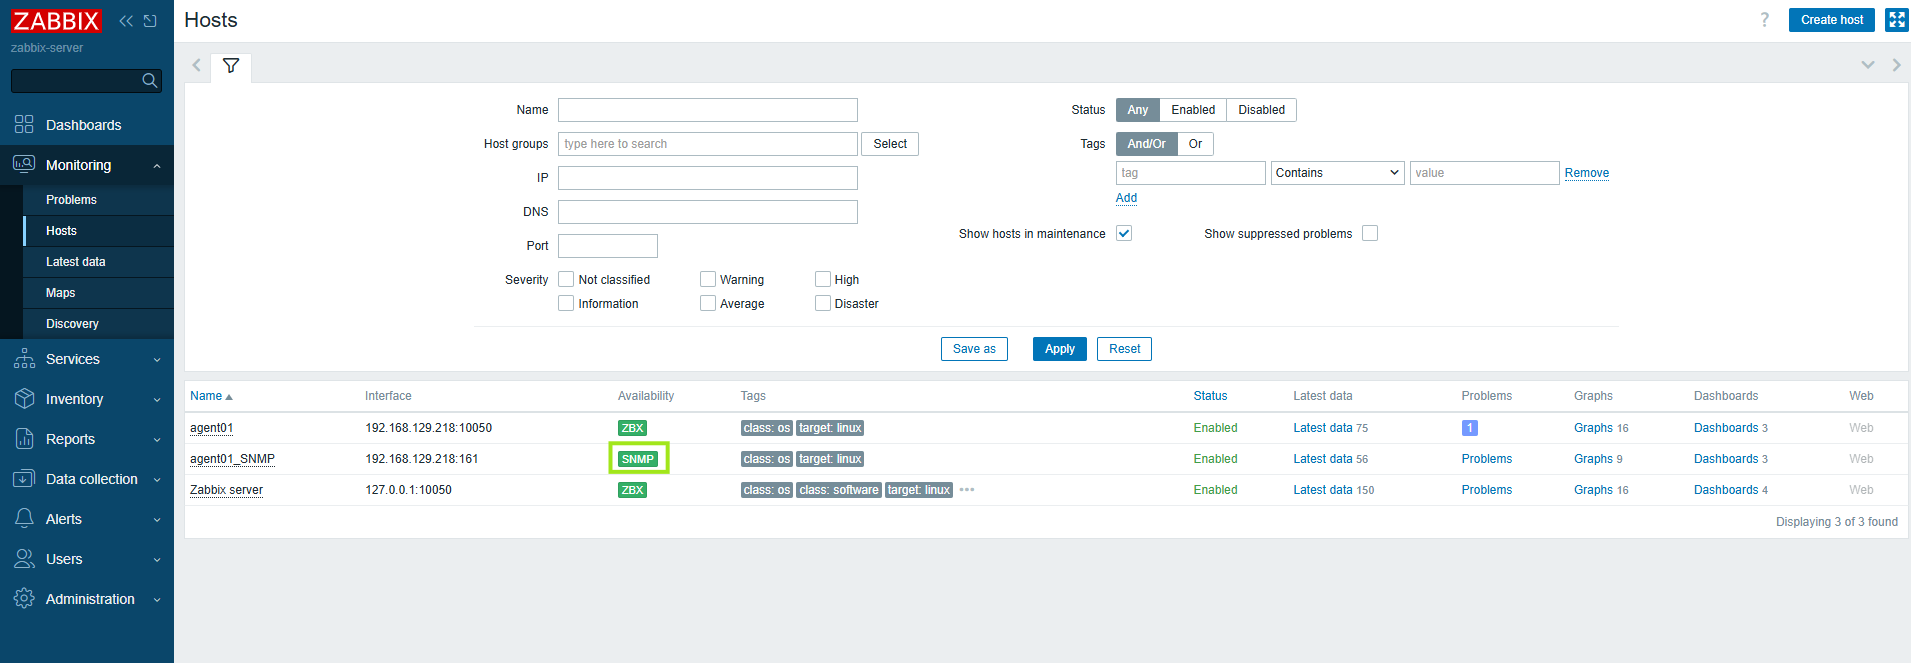 ZABBIX
zabbix-server
Dashboards
Monitoring
Problems
Hosts
Latest data
Maps
Discovery
Services
Inventory
Reports
Data collection
Alerts
Users
Administration
Hosts
? Create host
Name
Host groups type here to search Select
IP
DNS
Port
Severity Not classified Warning High
Information Average Disaster
Status Any Enabled Disabled
Tags And/Or Or
tag Contains value Remove
Add
Show hosts in maintenance Show suppressed problems
Save as Apply Reset
Name Interface Availability Tags Status Latest data Problems Graphs Dashboards Web
agent01 192.168.129.218:10050 ZBX class: os target: linux Enabled Latest data 75 1 Graphs 16 Dashboards 3 Web
agent01_SNMP 192.168.129.218:161 SNMP class: os target: linux Enabled Latest data 56 Problems Graphs 9 Dashboards 3 Web
Zabbix server 127.0.0.1:10050 ZBX class: os class: software target: linux ••• Enabled Latest data 150 Problems Graphs 16 Dashboards 4 Web
Displaying 3 of 3 found